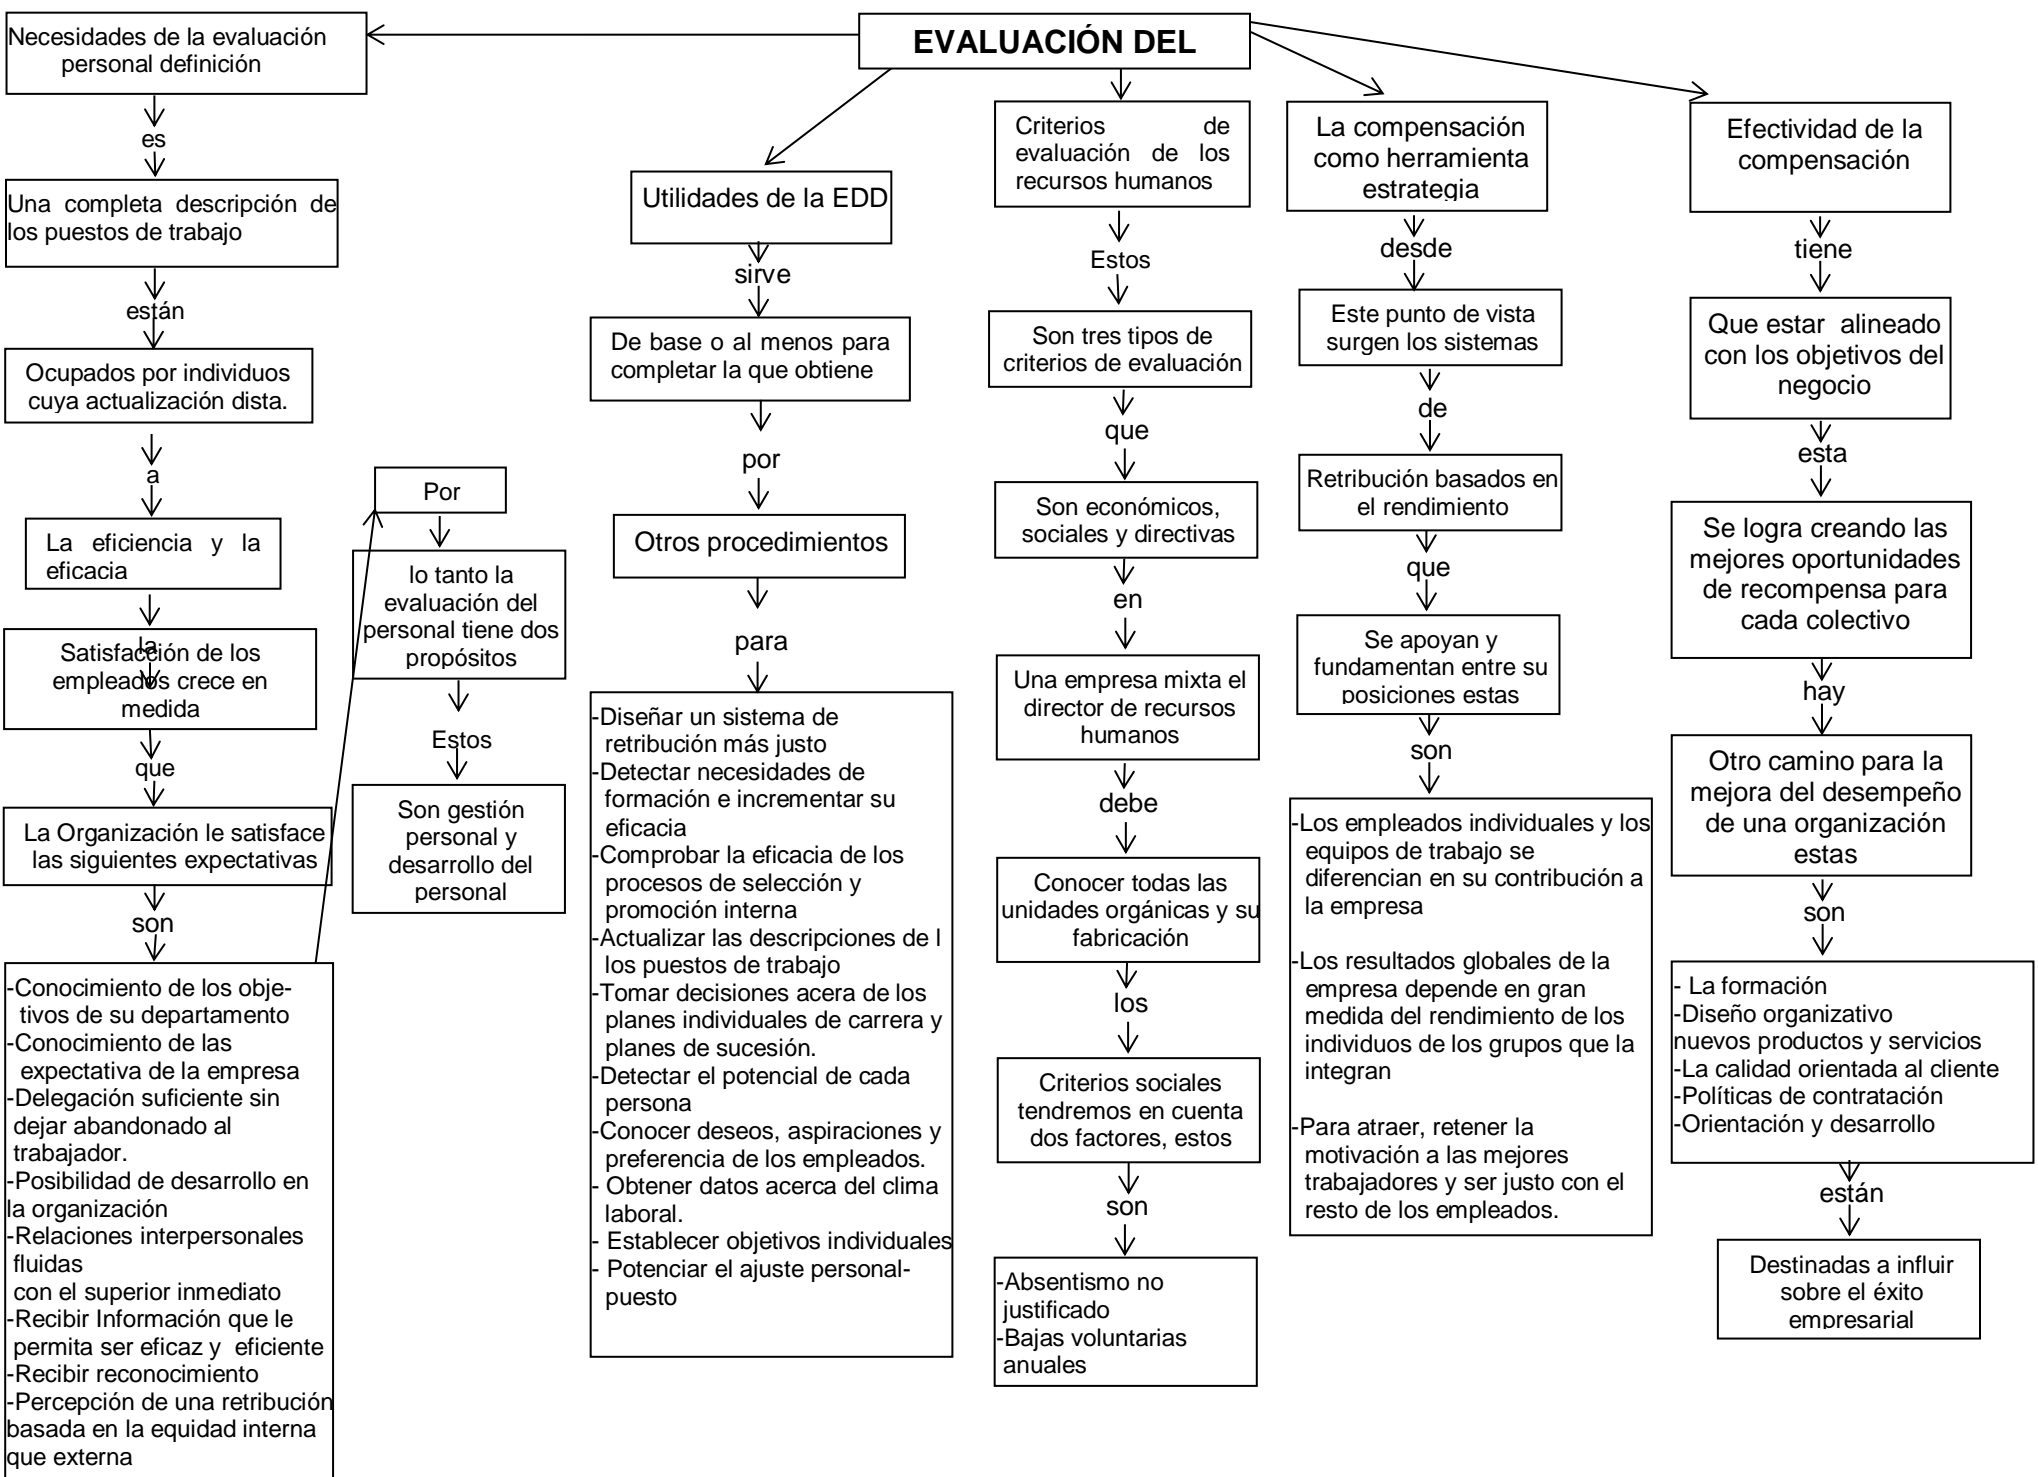 EVALUACIÓN DEL
Necesidades de la evaluación
personal definición
es
Una completa descripción de
los puestos de trabajo
están
Ocupados por individuos
cuya actualización dista.
a
La eficiencia y la
eficacia
la
Satisfacción de los
empleados crece en
medida
que
La Organización le satisface
las siguientes expectativas
son
-Conocimiento de los obje-
tivos de su departamento
-Conocimiento de las
expectativa de la empresa
-Delegación suficiente sin
dejar abandonado al
trabajador.
-Posibilidad de desarrollo en
la organización
-Relaciones interpersonales
fluidas
con el superior inmediato
-Recibir Información que le
permita ser eficaz y eficiente
-Recibir reconocimiento
-Percepción de una retribución
basada en la equidad interna
que externa
Por
lo tanto la
evaluación del
personal tiene dos
propósitos
Estos
Son gestión
personal y
desarrollo del
personal
Utilidades de la EDD
sirve
De base o al menos para
completar la que obtiene
por
Otros procedimientos
para
-Diseñar un sistema de
retribución más justo
-Detectar necesidades de
formación e incrementar su
eficacia
-Comprobar la eficacia de los
procesos de selección y
promoción interna
-Actualizar las descripciones de l
los puestos de trabajo
-Tomar decisiones acera de los
planes individuales de carrera y
planes de sucesión.
-Detectar el potencial de cada
persona
-Conocer deseos, aspiraciones y
preferencia de los empleados.
- Obtener datos acerca del clima
laboral.
- Establecer objetivos individuales
- Potenciar el ajuste personal-
puesto
Criterios de
evaluación de los
recursos humanos
Estos
Son tres tipos de
criterios de evaluación
que
Son económicos,
sociales y directivas
en
Una empresa mixta el
director de recursos
humanos
debe
Conocer todas las
unidades orgánicas y su
fabricación
los
Criterios sociales
tendremos en cuenta
dos factores, estos
son
-Absentismo no
justificado
-Bajas voluntarias
anuales
La compensación
como herramienta
estrategia
desde
Este punto de vista
surgen los sistemas
de
Retribución basados en
el rendimiento
que
Se apoyan y
fundamentan entre su
posiciones estas
son
-Los empleados individuales y los
equipos de trabajo se
diferencian en su contribución a
la empresa
-Los resultados globales de la
empresa depende en gran
medida del rendimiento de los
individuos de los grupos que la
integran
-Para atraer, retener la
motivación a las mejores
trabajadores y ser justo con el
resto de los empleados.
Efectividad de la
compensación
tiene
Que estar alineado
con los objetivos del
negocio
esta
Se logra creando las
mejores oportunidades
de recompensa para
cada colectivo
hay
Otro camino para la
mejora del desempeño
de una organización
estas
son
- La formación
-Diseño organizativo
nuevos productos y servicios
-La calidad orientada al cliente
-Políticas de contratación
-Orientación y desarrollo
están
Destinadas a influir
sobre el éxito
empresarial